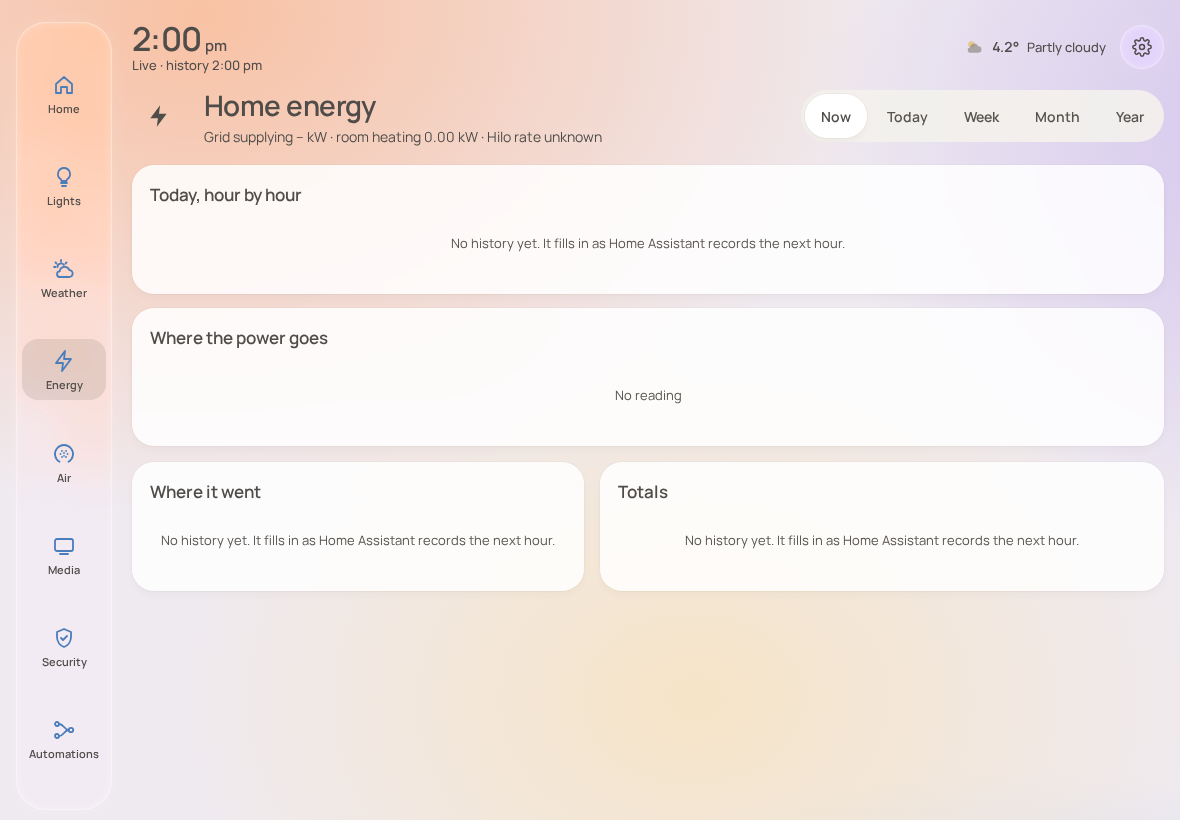 2:00 pm
Live · history 2:00 pm
4.2° Partly cloudy
Home energy
Grid supplying – kW · room heating 0.00 kW · Hilo rate unknown
Now
Today
Week
Month
Year
Home
Lights
Weather
Energy
Air
Media
Security
Automations
Today, hour by hour
No history yet. It fills in as Home Assistant records the next hour.
Where the power goes
No reading
Where it went
No history yet. It fills in as Home Assistant records the next hour.
Totals
No history yet. It fills in as Home Assistant records the next hour.